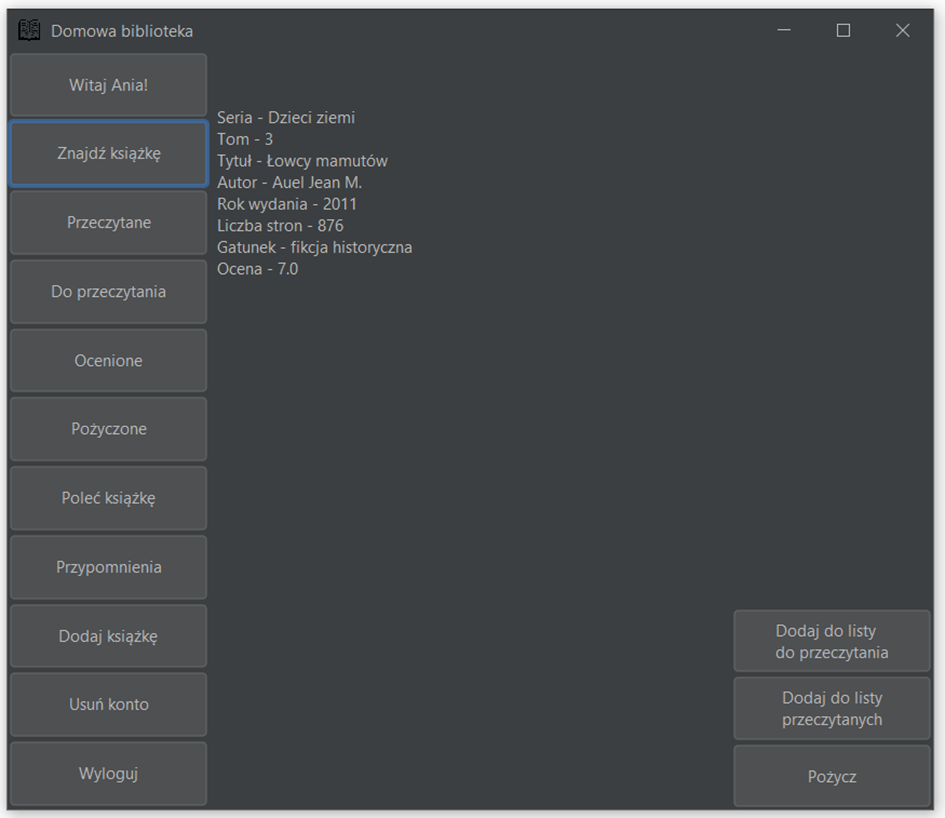 Domowa biblioteka
Witaj Ania!
Znajdź książkę
Przeczytane
Do przeczytania
Ocenione
Pożyczone
Poleć książkę
Przypomnienia
Dodaj książkę
Usuń konto
Wyloguj
Seria - Dzieci ziemi
Tom - 3
Tytuł - Łowcy mamutów
Autor - Auel Jean M.
Rok wydania - 2011
Liczba stron - 876
Gatunek - fikcja historyczna
Ocena - 7.0
Dodaj do listy
do przeczytania
Dodaj do listy
przeczytanych
Pożycz